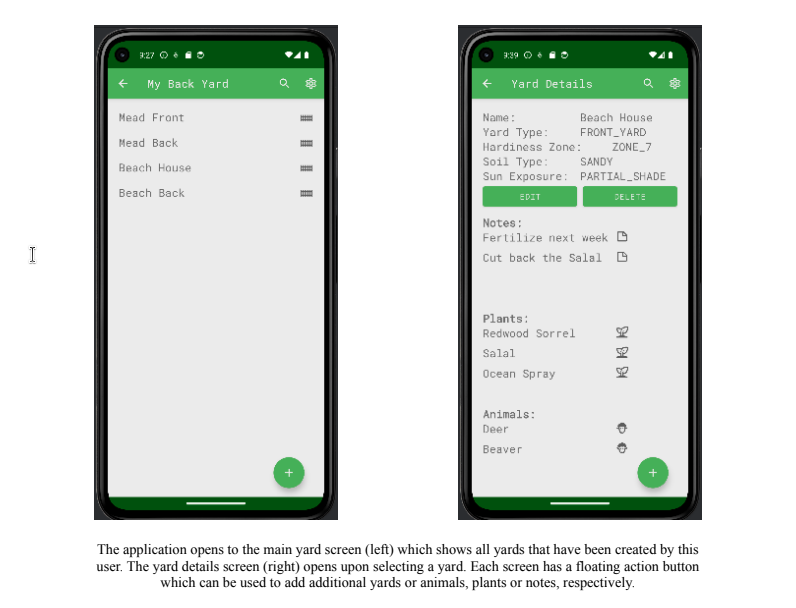 9:27
My Back Yard
Mead Front
Mead Back
Beach House
Beach Back
+
9:39
Yard Details
Name: Beach House
Yard Type: FRONT_YARD
Hardiness Zone: ZONE_7
Soil Type: SANDY
Sun Exposure: PARTIAL_SHADE
EDIT DELETE
Notes:
Fertilize next week
Cut back the Salal
Plants:
Redwood Sorrel
Salal
Ocean Spray
Animals:
Deer
Beaver
+
The application opens to the main yard screen (left) which shows all yards that have been created by this
user. The yard details screen (right) opens upon selecting a yard. Each screen has a floating action button
which can be used to add additional yards or animals, plants or notes, respectively.